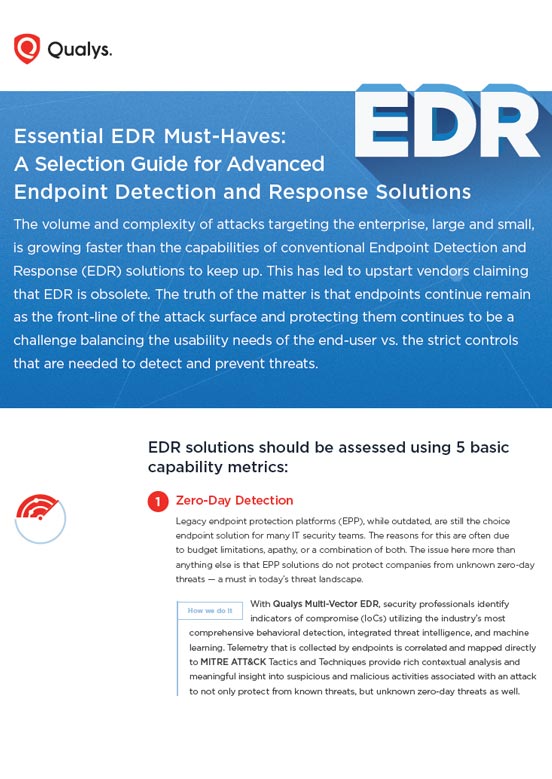 Qualys.
EDR
Essential EDR Must-Haves:
A Selection Guide for Advanced
Endpoint Detection and Response Solutions
The volume and complexity of attacks targeting the enterprise, large and small,
is growing faster than the capabilities of conventional Endpoint Detection and
Response (EDR) solutions to keep up. This has led to upstart vendors claiming
that EDR is obsolete. The truth of the matter is that endpoints continue remain
as the front-line of the attack surface and protecting them continues to be a
challenge balancing the usability needs of the end-user vs. the strict controls
that are needed to detect and prevent threats.
EDR solutions should be assessed using 5 basic
capability metrics:
1 Zero-Day Detection
Legacy endpoint protection platforms (EPP), while outdated, are still the choice
endpoint solution for many IT security teams. The reasons for this are often due
to budget limitations, apathy, or a combination of both. The issue here more than
anything else is that EPP solutions do not protect companies from unknown zero-day
threats — a must in today's threat landscape.
How we do it
With Qualys Multi-Vector EDR, security professionals identify
indicators of compromise (IoCs) utilizing the industry's most
comprehensive behavioral detection, integrated threat intelligence, and machine
learning. Telemetry that is collected by endpoints is correlated and mapped directly
to MITRE ATT&CK Tactics and Techniques provide rich contextual analysis and
meaningful insight into suspicious and malicious activities associated with an attack
to not only protect from known threats, but unknown zero-day threats as well.